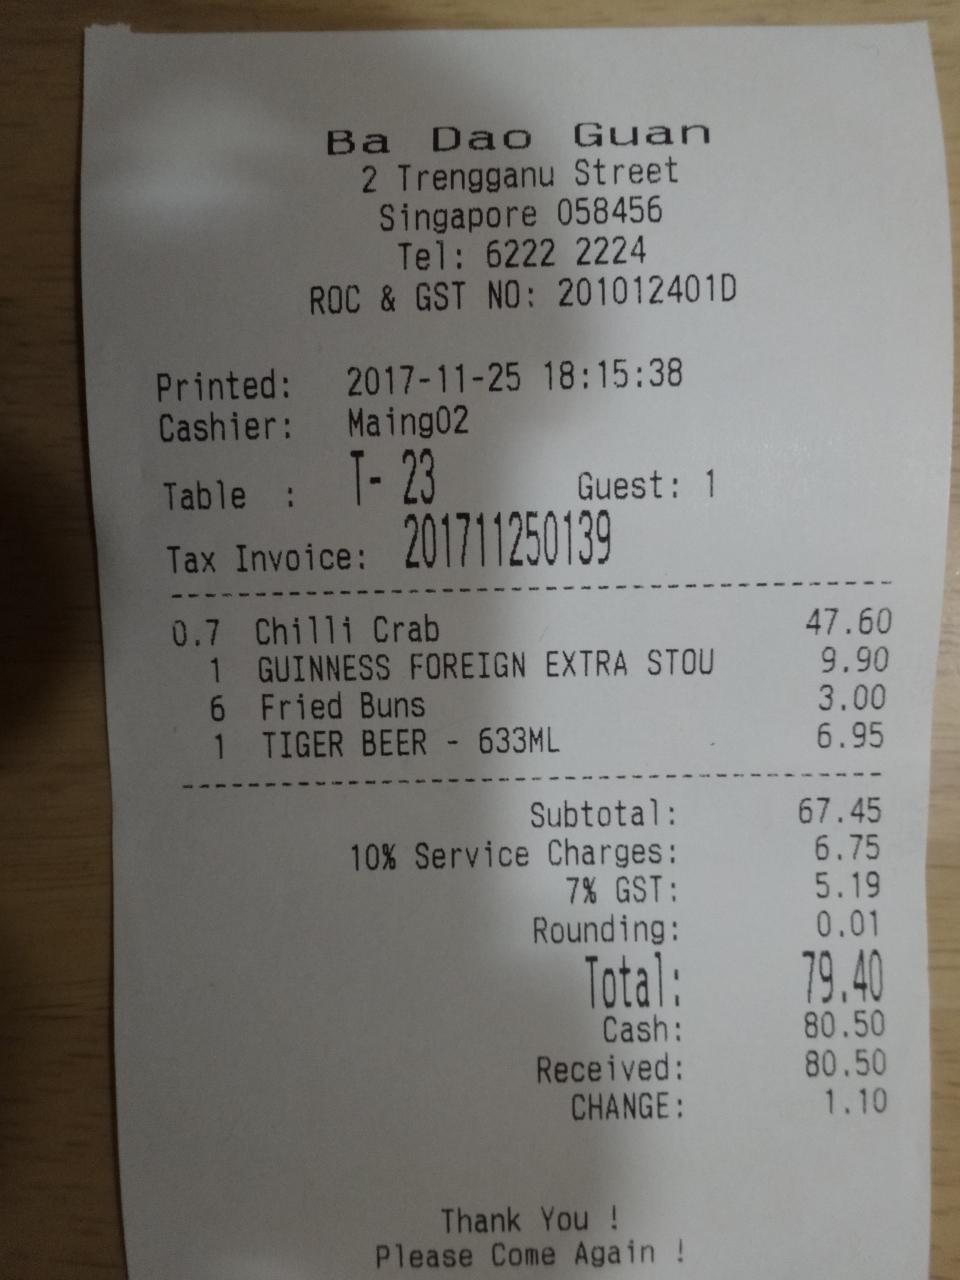 Ba Dao Guan
2 Trengganu Street
Singapore 058456
Tel: 6222 2224
ROC & GST NO: 201012401D
Printed: 2017-11-25 18:15:38
Cashier: Maing02
Table : T- 23 Guest: 1
Tax Invoice: 201711250139
0.7 Chilli Crab 47.60
1 GUINNESS FOREIGN EXTRA STOU 9.90
6 Fried Buns 3.00
1 TIGER BEER - 633ML 6.95
Subtotal: 67.45
10% Service Charges: 6.75
7% GST: 5.19
Rounding: 0.01
Total: 79.40
Cash: 80.50
Received: 80.50
CHANGE: 1.10
Thank You !
Please Come Again !